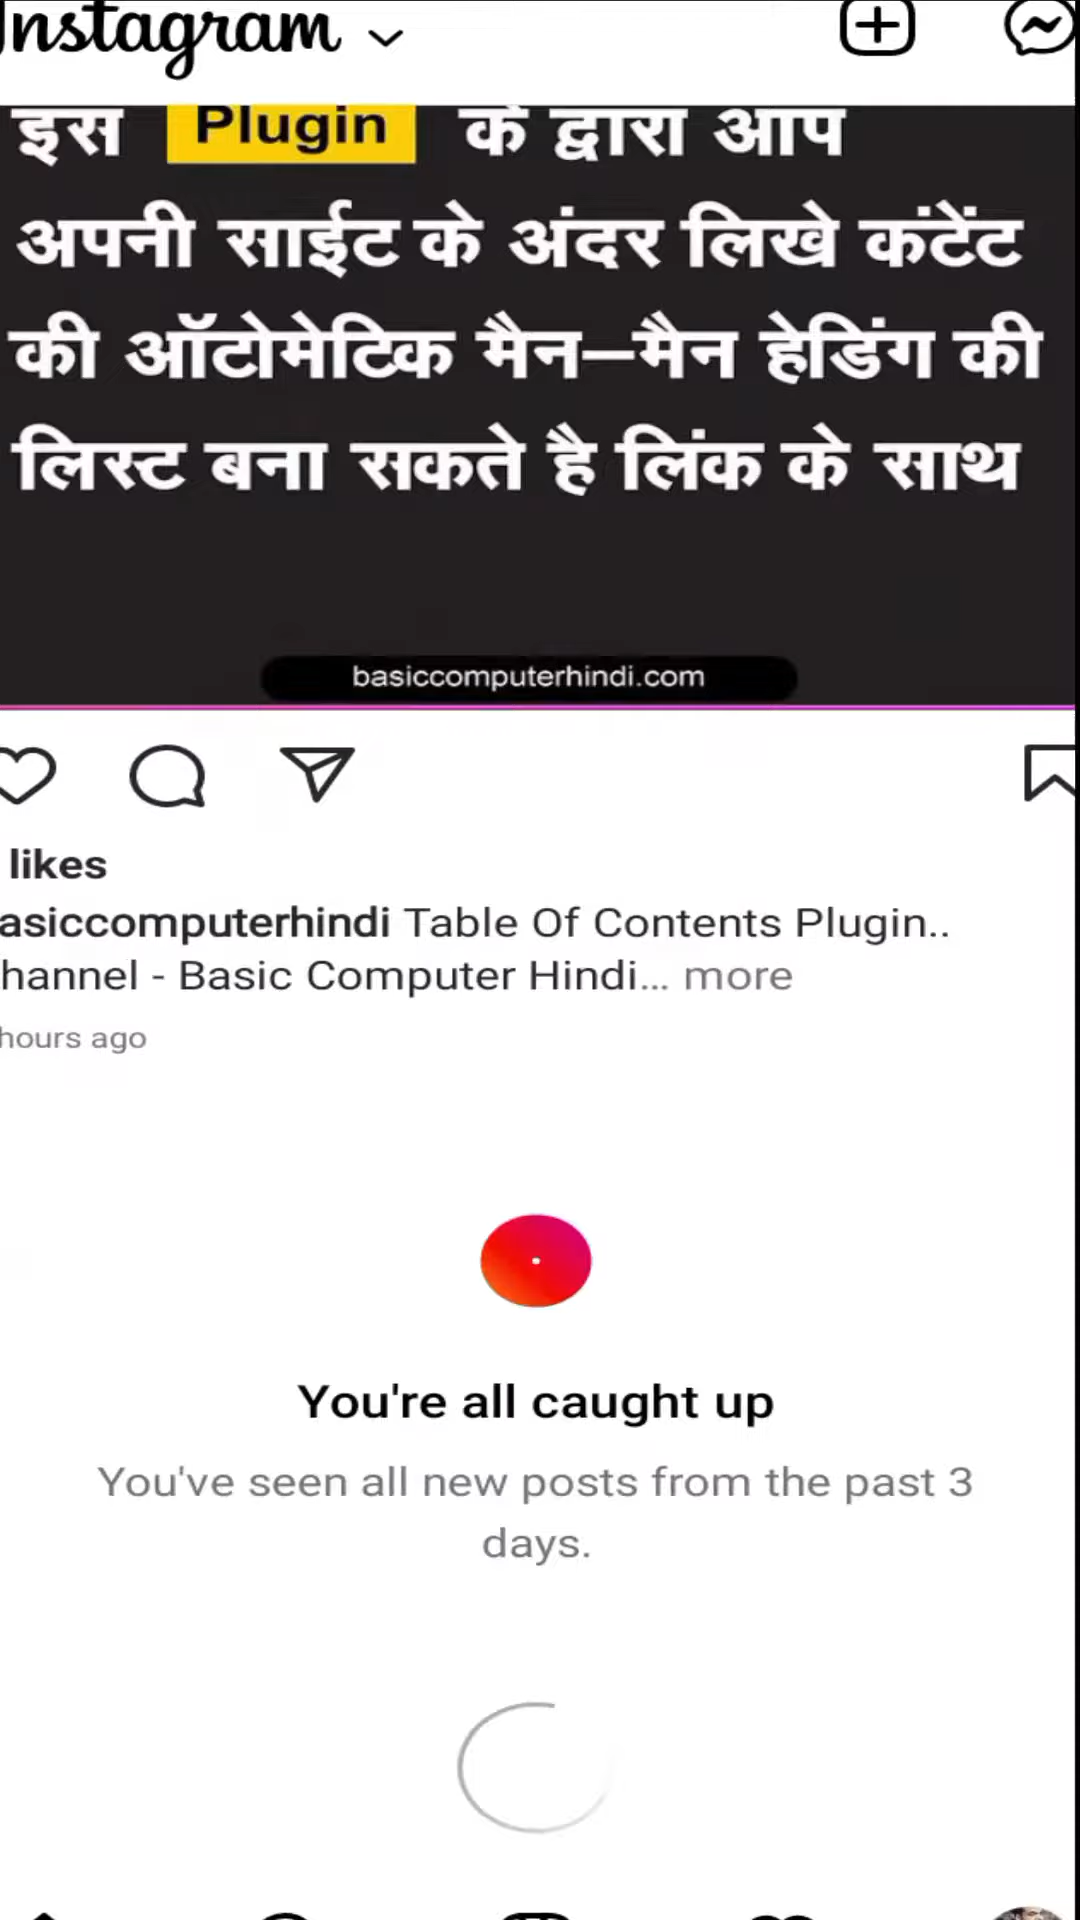 Instagram
इस Plugin के द्वारा आप
अपनी साईट के अंदर लिखे कंटेंट
की ऑटोमेटिक मैन–मैन हेडिंग की
लिस्ट बना सकते है लिंक के साथ
basiccomputerhindi.com
likes
asiccomputerhindi Table Of Contents Plugin..
hannel - Basic Computer Hindi... more
hours ago
You're all caught up
You've seen all new posts from the past 3
days.